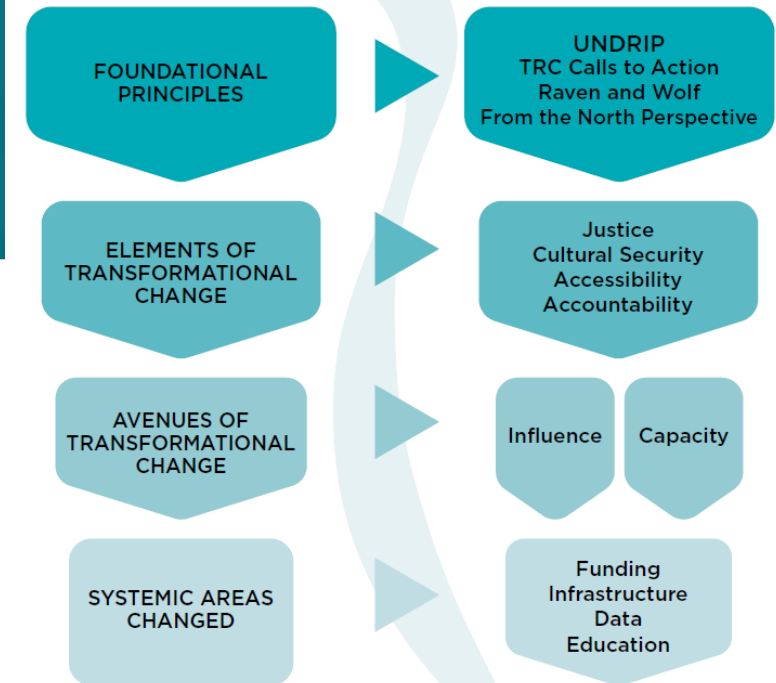 FOUNDATIONAL
PRINCIPLES
UNDRIP
TRC Calls to Action
Raven and Wolf
From the North Perspective
ELEMENTS OF
TRANSFORMATIONAL
CHANGE
Justice
Cultural Security
Accessibility
Accountability
AVENUES OF
TRANSFORMATIONAL
CHANGE
Influence
Capacity
SYSTEMIC AREAS
CHANGED
Funding
Infrastructure
Data
Education